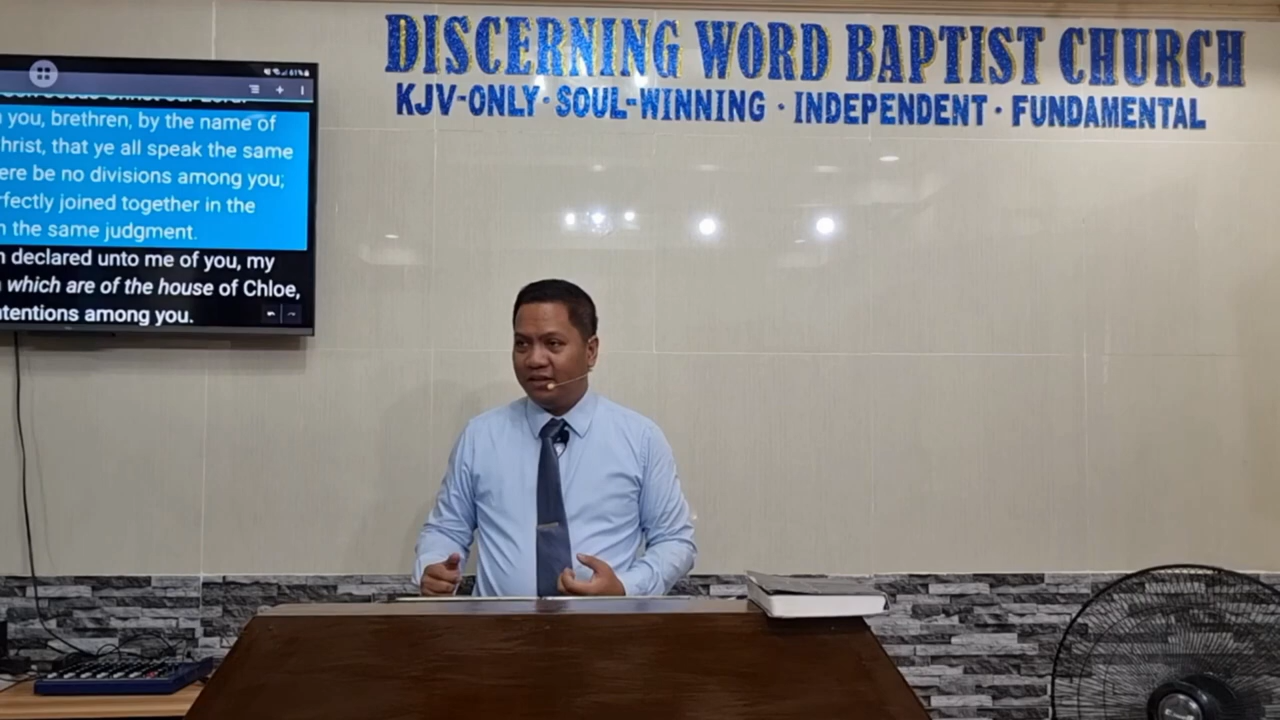 DISCERNING WORD BAPTIST CHURCH
KJV-ONLY · SOUL-WINNING · INDEPENDENT · FUNDAMENTAL
you, brethren, by the name of
hrist, that ye all speak the same
ere be no divisions among you;
rfectly joined together in the
n the same judgment.
n declared unto me of you, my
which are of the house of Chloe,
ntentions among you.